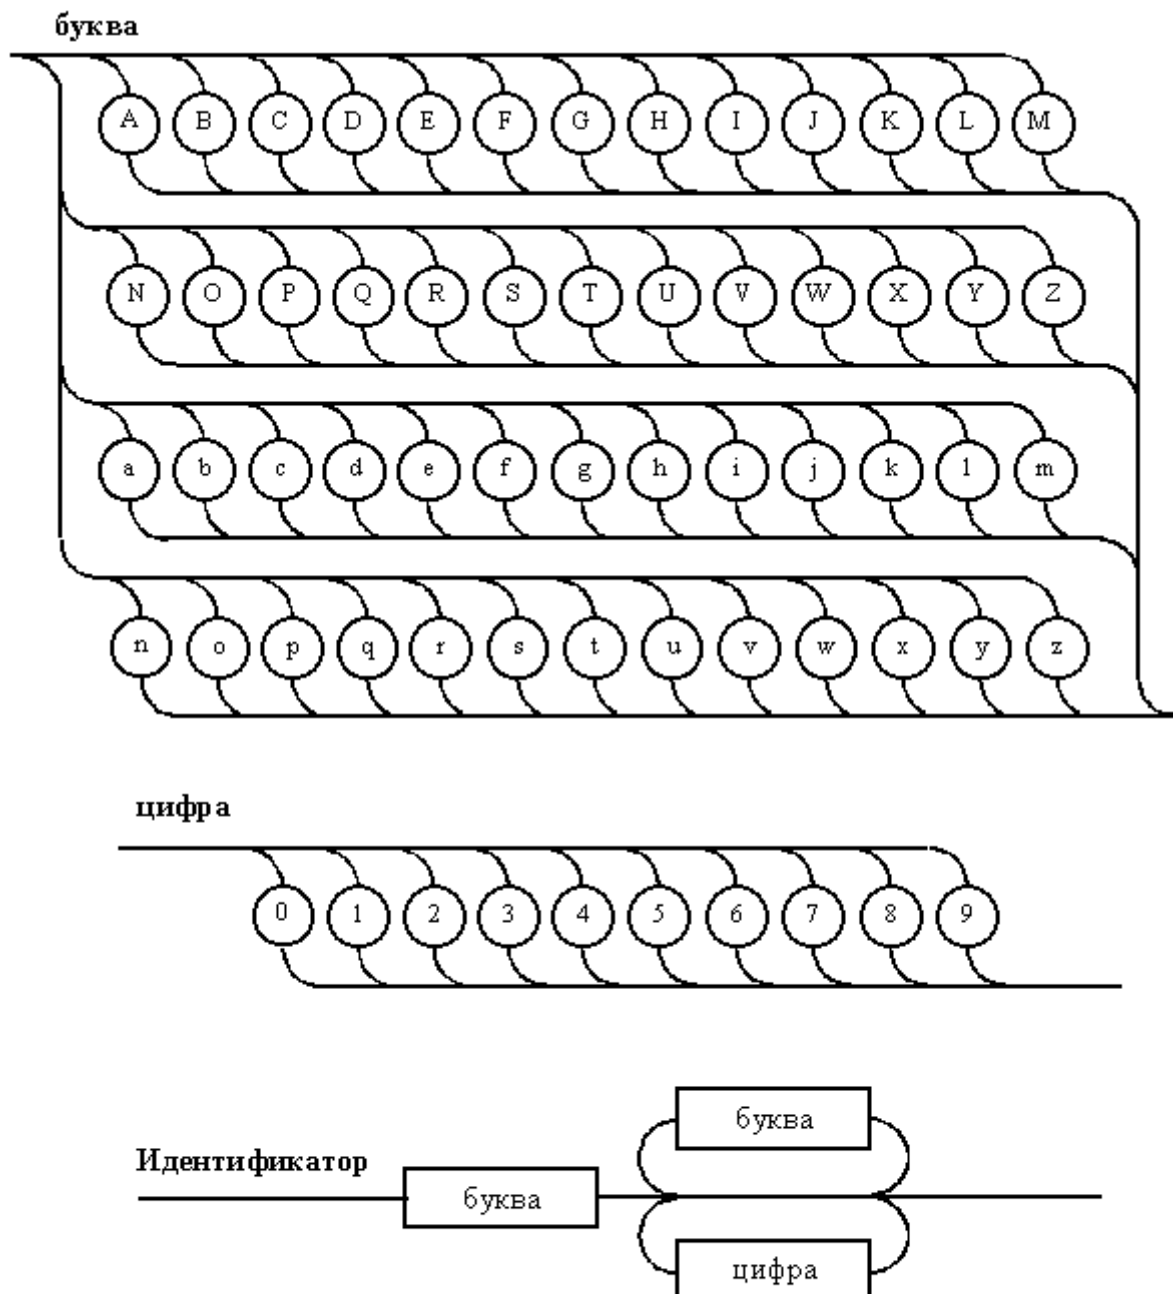 буква
A B C D E F G H I J K L M
N O P Q R S T U V W X Y Z
a b c d e f g h i j k l m
n o p q r s t u v w x y z
цифра
0 1 2 3 4 5 6 7 8 9
буква
Идентификатор
буква
цифра